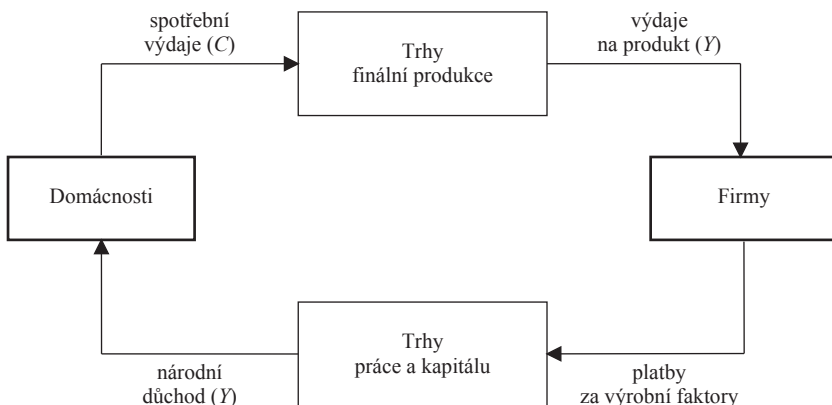 spotřební
výdaje (C)
Trhy
finální produkce
výdaje
na produkt (Y)
Domácnosti
Firmy
národní
důchod (Y)
Trhy
práce a kapitálu
platby
za výrobní faktory